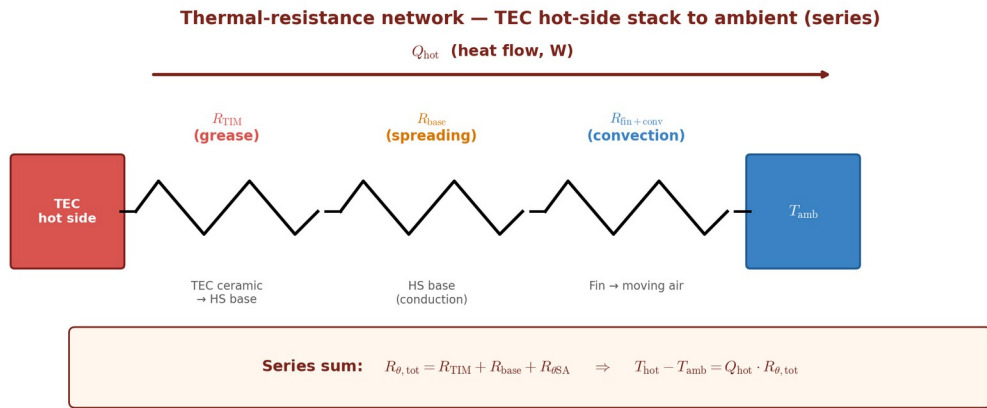 Thermal-resistance network — TEC hot-side stack to ambient (series)
Q_hot (heat flow, W)
R_TIM
(grease)
R_base
(spreading)
R_fin+conv
(convection)
TEC
hot side
T_amb
TEC ceramic
→ HS base
HS base
(conduction)
Fin → moving air
Series sum: R_θ,tot = R_TIM + R_base + R_θSA ⇒ T_hot − T_amb = Q_hot · R_θ,tot